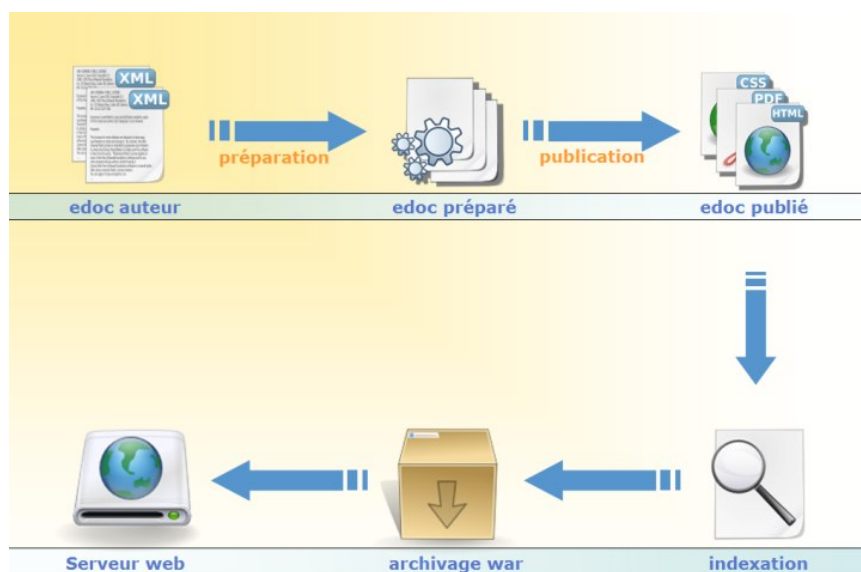 XML
XML
CSS
PDF
HTML
préparation
publication
edoc auteur
edoc préparé
edoc publié
Serveur web
archivage war
indexation